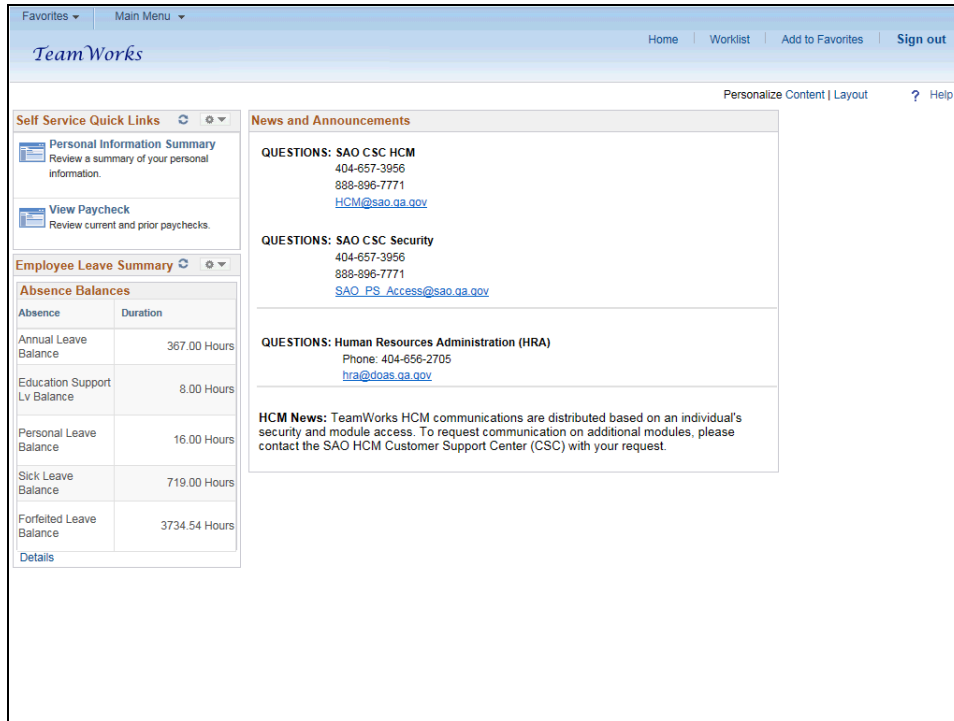 Favorites Main Menu
TeamWorks
Home Worklist Add to Favorites Sign out
Personalize Content | Layout ? Help
Self Service Quick Links
Personal Information Summary
Review a summary of your personal
information.
View Paycheck
Review current and prior paychecks.
Employee Leave Summary
Absence Balances
Absence Duration
Annual Leave
Balance
367.00 Hours
Education Support
Lv Balance
8.00 Hours
Personal Leave
Balance
16.00 Hours
Sick Leave
Balance
719.00 Hours
Forfeited Leave
Balance
3734.54 Hours
Details
News and Announcements
QUESTIONS: SAO CSC HCM
404-657-3956
888-896-7771
HCM@sao.ga.gov
QUESTIONS: SAO CSC Security
404-657-3956
888-896-7771
SAO_PS_Access@sao.ga.gov
QUESTIONS: Human Resources Administration (HRA)
Phone: 404-656-2705
hra@doas.ga.gov
HCM News: TeamWorks HCM communications are distributed based on an individual's
security and module access. To request communication on additional modules, please
contact the SAO HCM Customer Support Center (CSC) with your request.